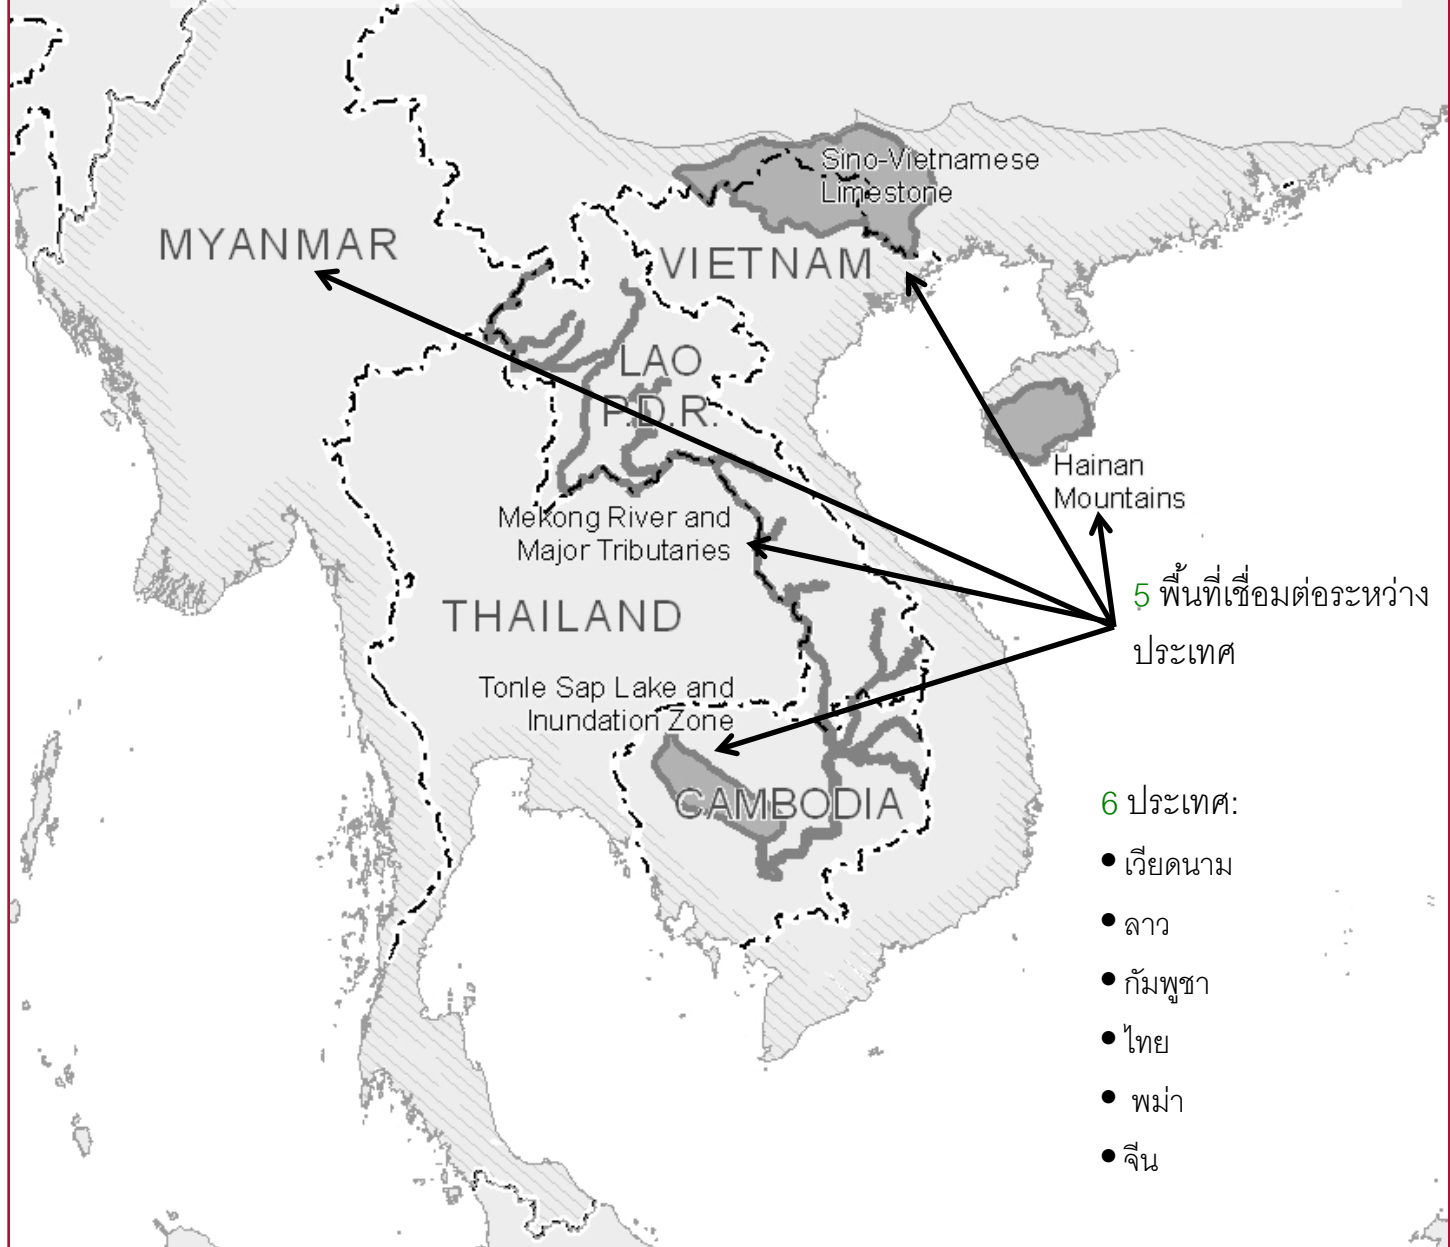 Sino-Vietnamese
Limestone
MYANMAR
VIETNAM
LAO
P.D.R.
Hainan
Mountains
Mekong River and
Major Tributaries
5 พื้นที่เชื่อมต่อระหว่าง
ประเทศ
THAILAND
Tonle Sap Lake and
Inundation Zone
CAMBODIA
6 ประเทศ:
• เวียดนาม
• ลาว
• กัมพูชา
• ไทย
• พม่า
• จีน